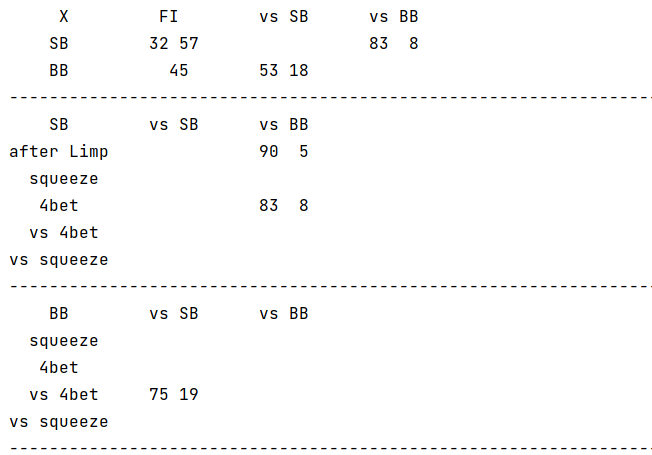 X FI vs SB vs BB
SB 32 57 83 8
BB 45 53 18
--------------------------------------------------------------------
SB vs SB vs BB
after Limp 90 5
squeeze
4bet 83 8
vs 4bet
vs squeeze
--------------------------------------------------------------------
BB vs SB vs BB
squeeze
4bet
vs 4bet 75 19
vs squeeze
--------------------------------------------------------------------